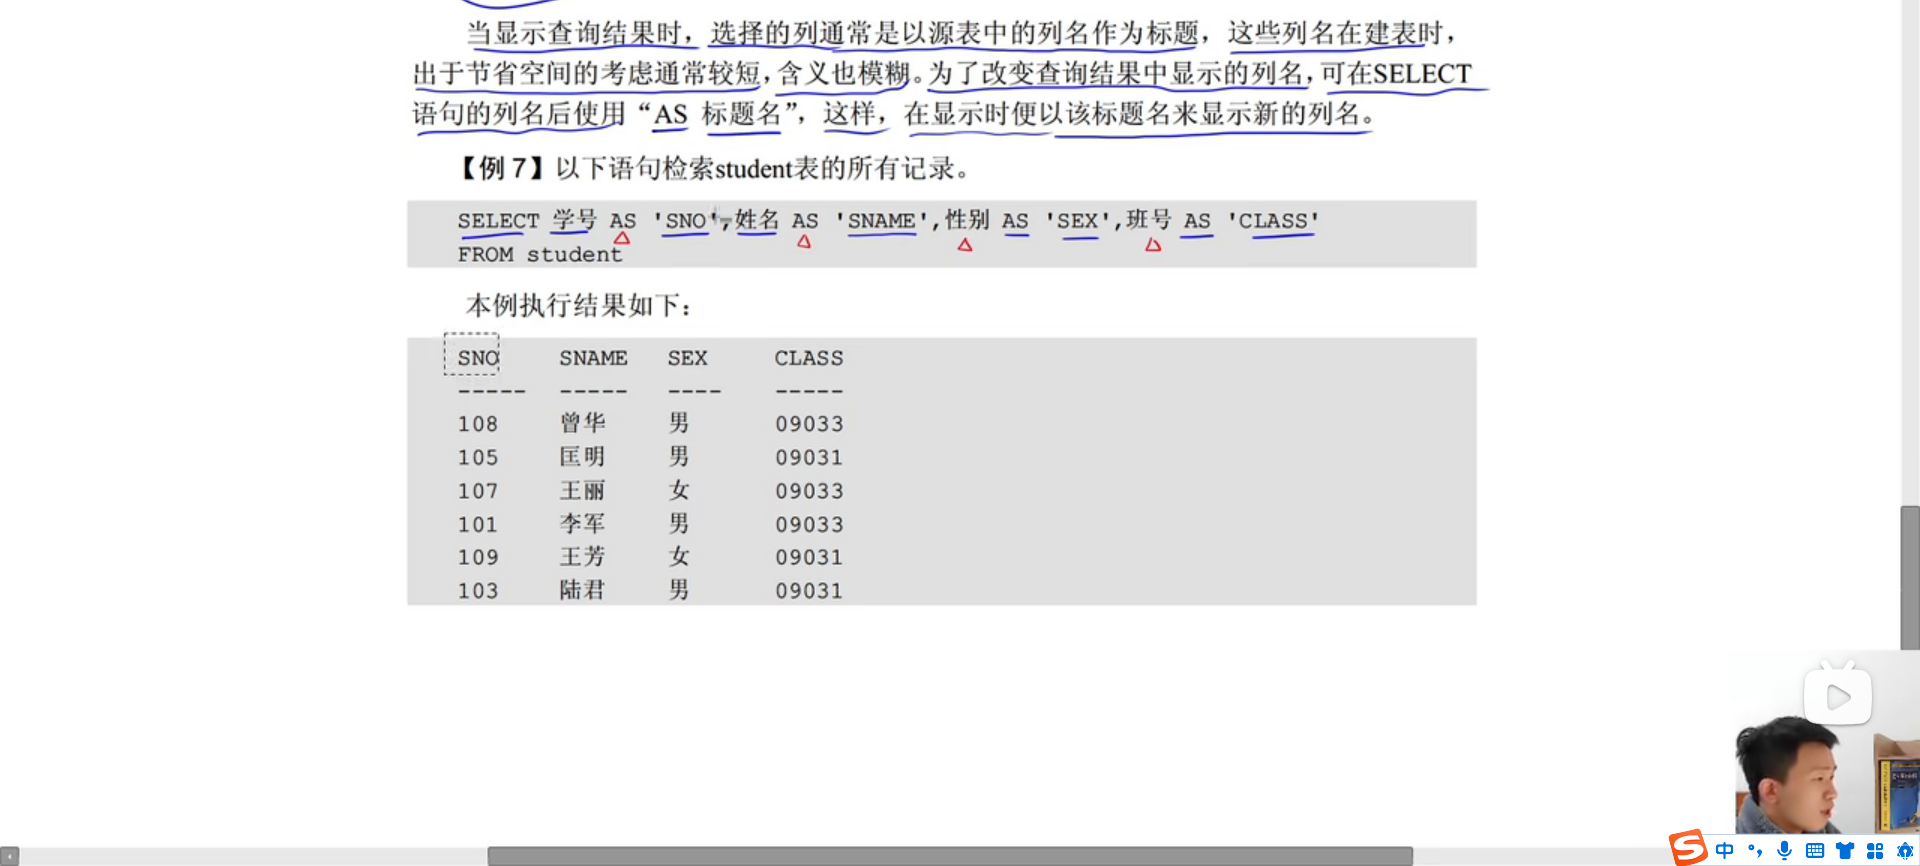 当显示查询结果时，选择的列通常是以源表中的列名作为标题，这些列名在建表时，
出于节省空间的考虑通常较短，含义也模糊。为了改变查询结果中显示的列名，可在SELECT
语句的列名后使用“AS 标题名”，这样，在显示时便以该标题名来显示新的列名。
【例 7】以下语句检索student表的所有记录。
SELECT 学号 AS 'SNO',姓名 AS 'SNAME',性别 AS 'SEX',班号 AS 'CLASS'
FROM student
本例执行结果如下：
SNO SNAME SEX CLASS
----- ----- ---- -----
108 曾华 男 09033
105 匡明 男 09031
107 王丽 女 09033
101 李军 男 09033
109 王芳 女 09031
103 陆君 男 09031
中